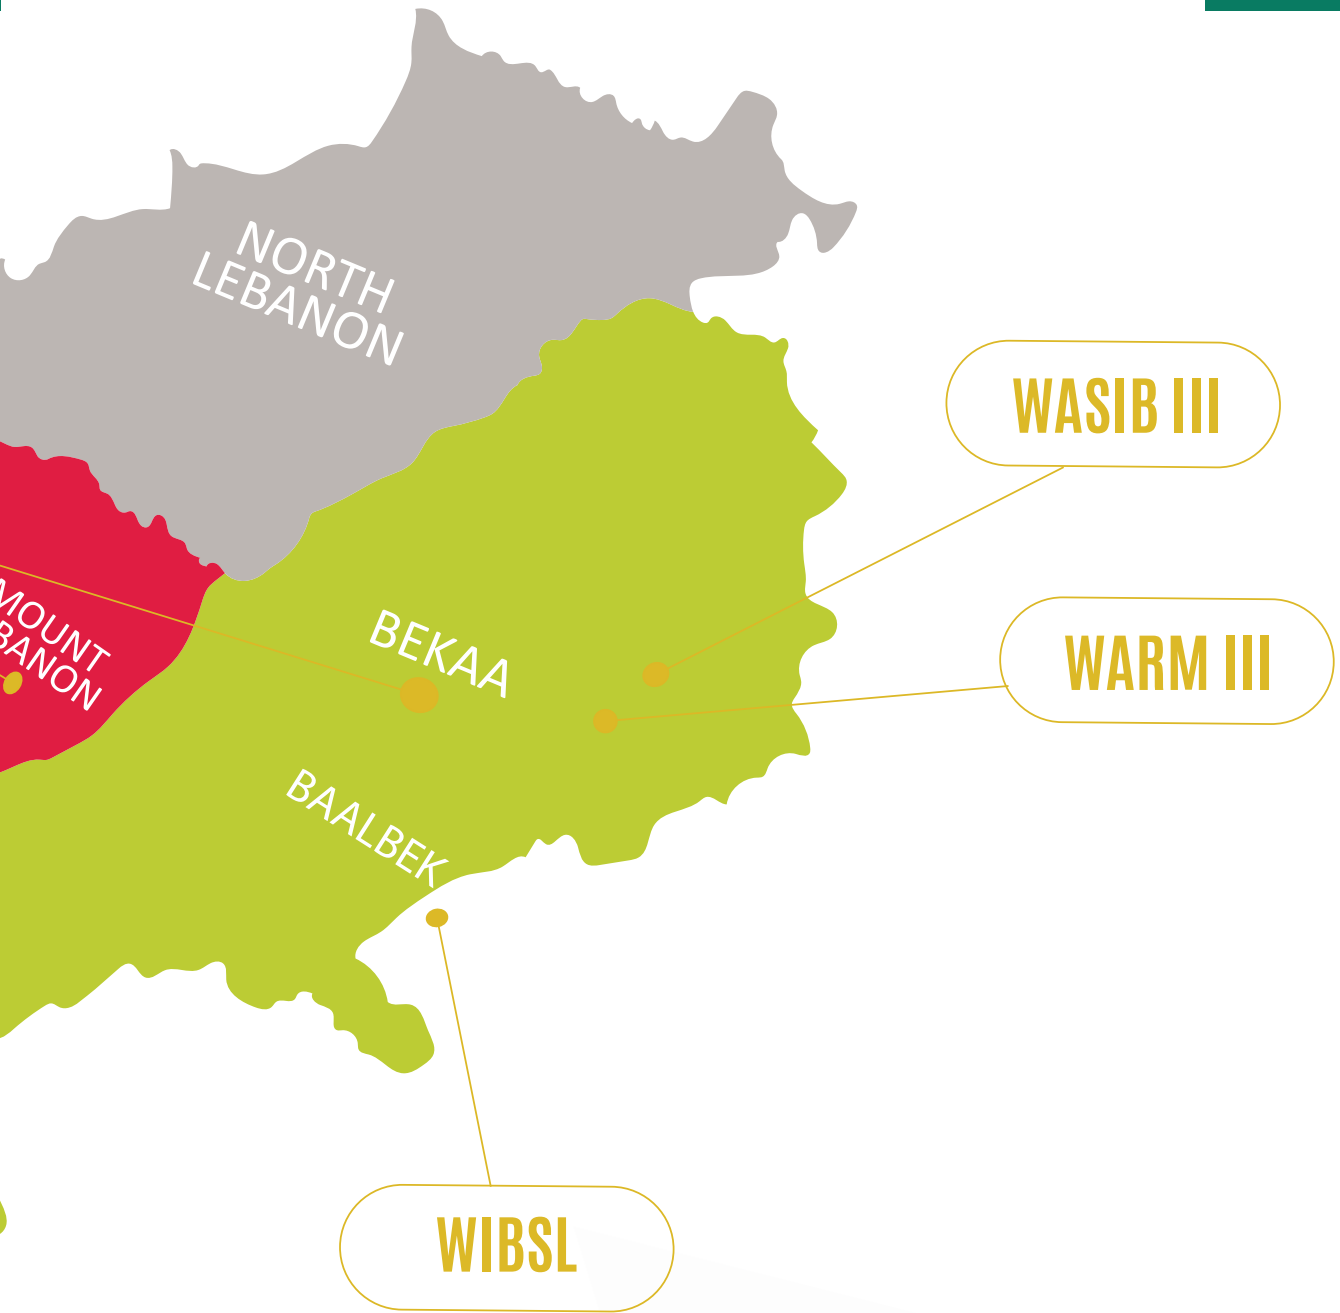 NORTH
LEBANON
WASIB III
MOUNT
BANON
BEKAA
WARM III
BAALBEK
WIBSL